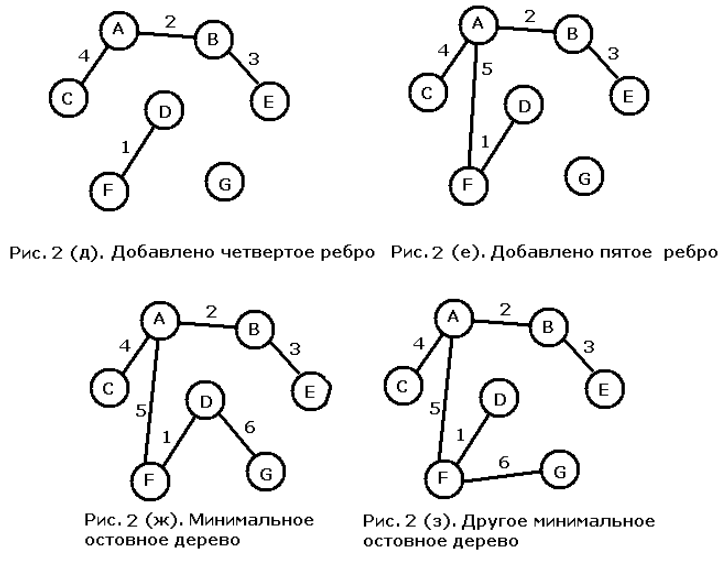 A 2 B A 2 B
4 3 4 3
C E C 5 E
D D
1 1
F G F G
Рис. 2 (д). Добавлено четвертое ребро Рис. 2 (е). Добавлено пятое ребро
A 2 B A 2 B
4 3 4 3
C D E C D E
5 1 6 5 1
F G F 6 G
Рис. 2 (ж). Минимальное
остовное дерево
Рис. 2 (з). Другое минимальное
остовное дерево